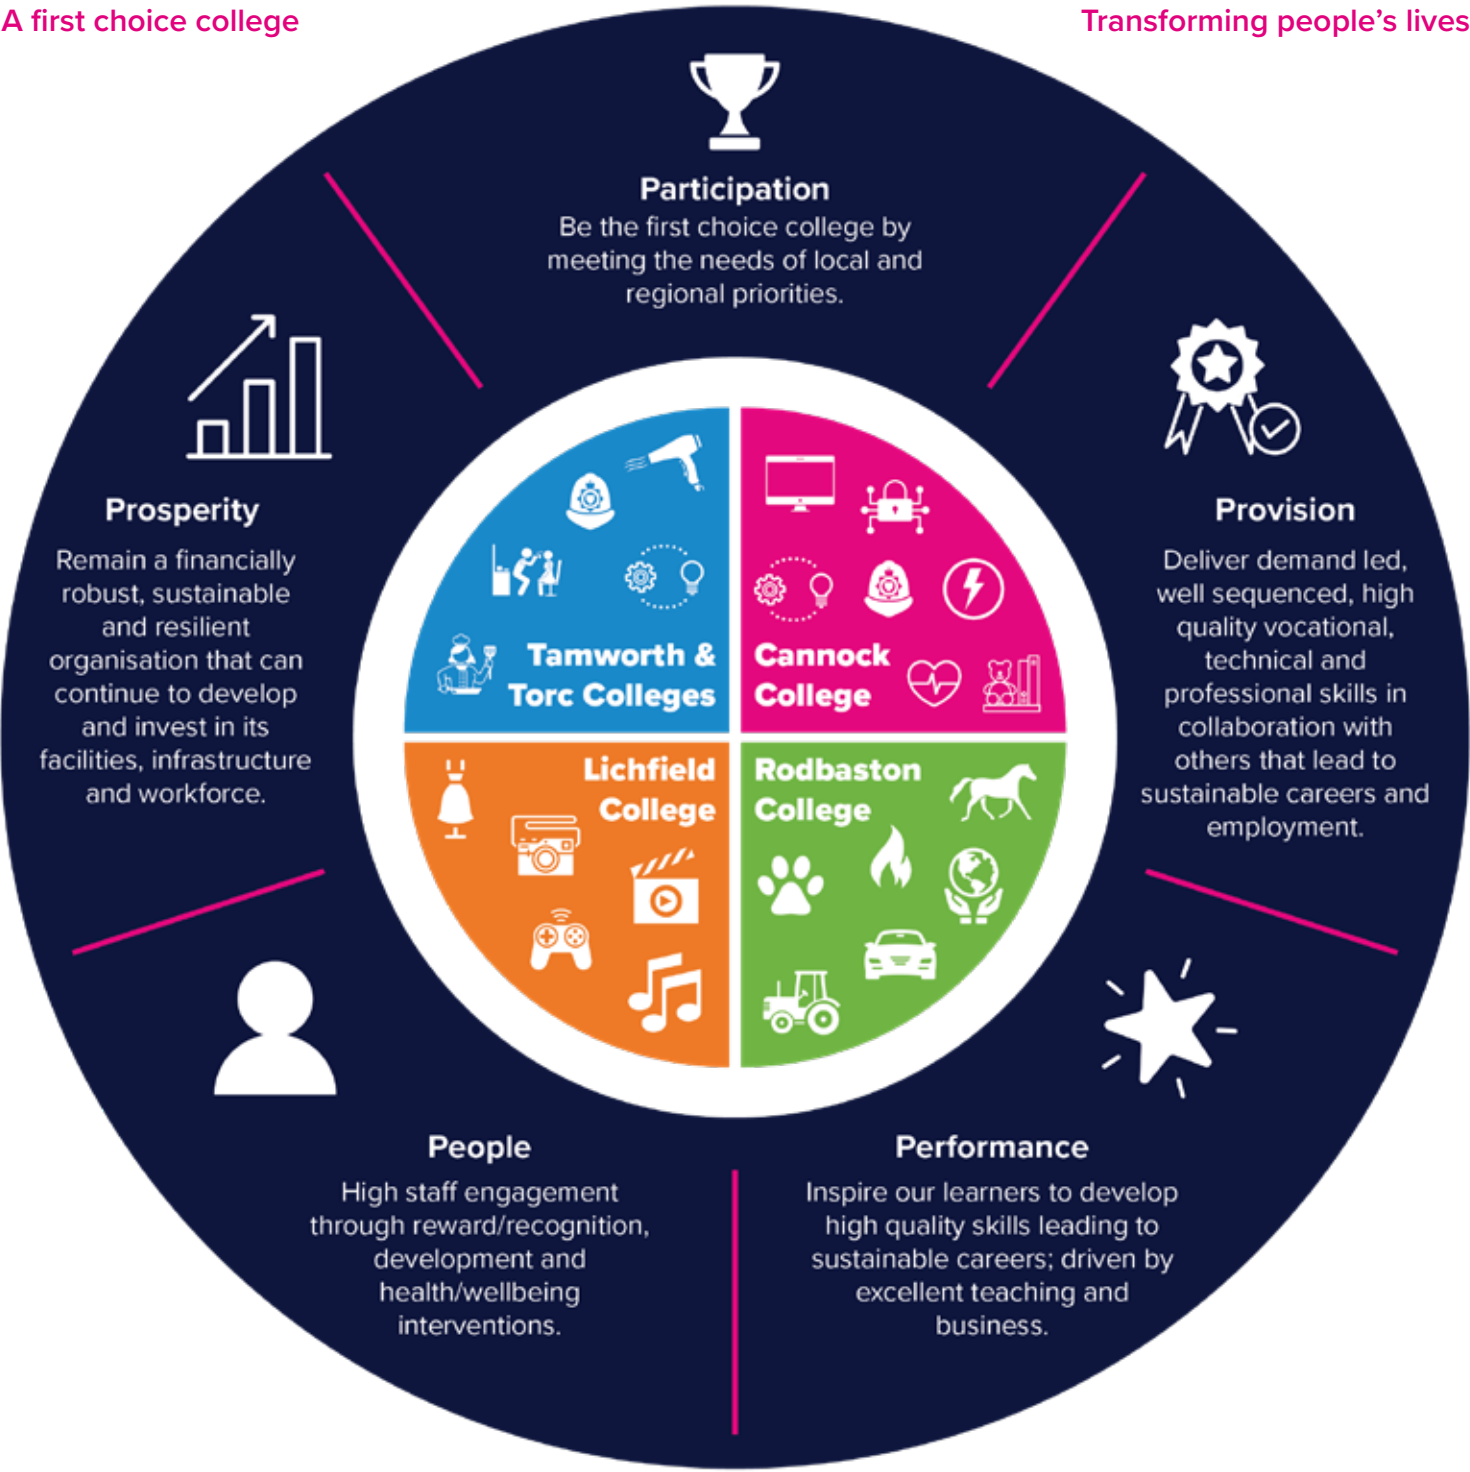 A first choice college
Transforming people’s lives
Participation
Be the first choice college by
meeting the needs of local and
regional priorities.
Provision
Deliver demand led,
well sequenced, high
quality vocational,
technical and
professional skills in
collaboration with
others that lead to
sustainable careers and
employment.
Performance
Inspire our learners to develop
high quality skills leading to
sustainable careers; driven by
excellent teaching and
business.
People
High staff engagement
through reward/recognition,
development and
health/wellbeing
interventions.
Prosperity
Remain a financially
robust, sustainable
and resilient
organisation that can
continue to develop
and invest in its
facilities, infrastructure
and workforce.
Tamworth &
Torc Colleges
Cannock
College
Lichfield
College
Rodbaston
College